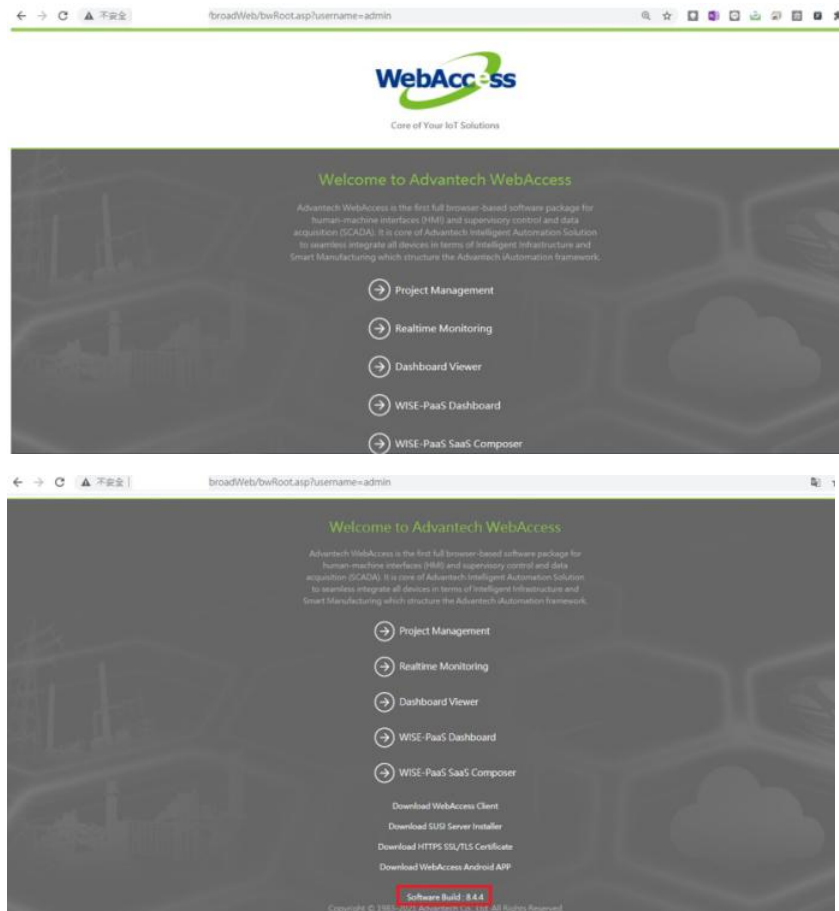 不安全
/broadWeb/bwRoot.asp?username=admin
WebAccess
Core of Your IoT Solutions
Welcome to Advantech WebAccess
Advantech WebAccess is the first full browser-based software package for
human-machine interfaces (HMI) and supervisory control and data
acquisition (SCADA). It is core of Advantech Intelligent Automation Solution
to seamless integrate all devices in terms of Intelligent Infrastructure and
Smart Manufacturing which structure the Advantech iAutomation framework.
Project Management
Realtime Monitoring
Dashboard Viewer
WISE-PaaS Dashboard
WISE-PaaS SaaS Composer
不安全
broadWeb/bwRoot.asp?username=admin
Welcome to Advantech WebAccess
Advantech WebAccess is the first full browser-based software package for
human-machine interfaces (HMI) and supervisory control and data
acquisition (SCADA). It is core of Advantech Intelligent Automation Solution
to seamless integrate all devices in terms of Intelligent Infrastructure and
Smart Manufacturing which structure the Advantech iAutomation framework.
Project Management
Realtime Monitoring
Dashboard Viewer
WISE-PaaS Dashboard
WISE-PaaS SaaS Composer
Download WebAccess Client
Download SUSI Server Installer
Download HTTPS SSL/TLS Certificate
Download WebAccess Android APP
Software Build : 8.4.4
Copyright © 1985-2021 Advantech Co., Ltd. All Rights Reserved